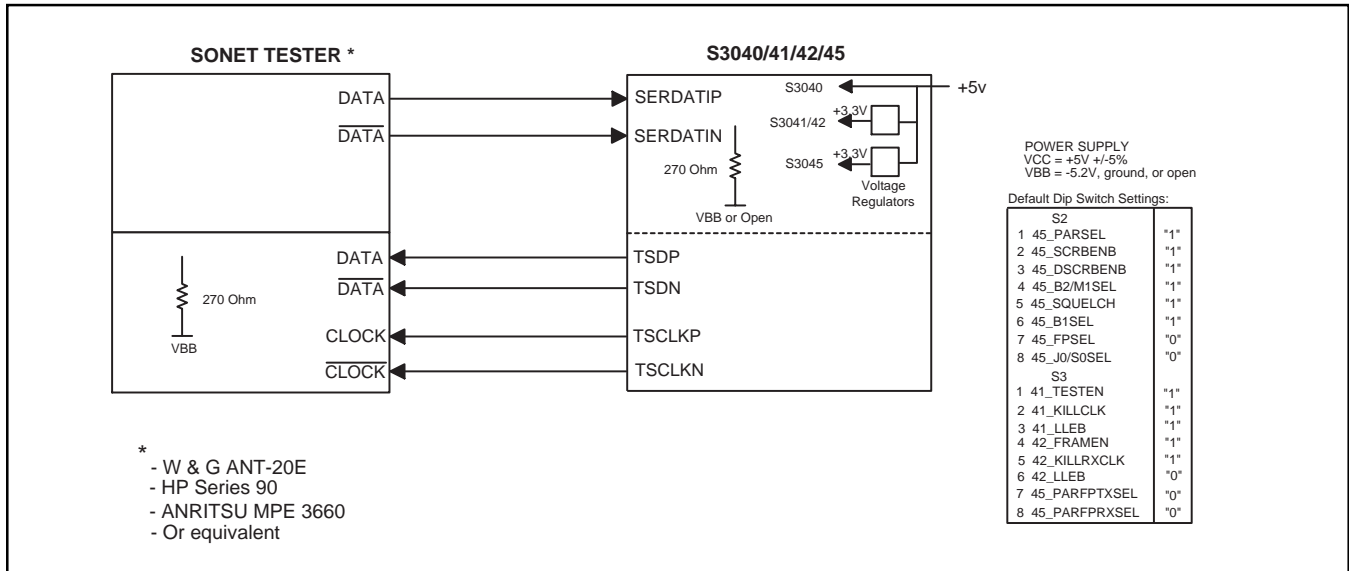 SONET TESTER *
S3040/41/42/45
DATA
DATA
SERDATIP
SERDATIN
270 Ohm
VBB or Open
S3040
+5v
+3.3V
S3041/42
+3.3V
S3045
Voltage
Regulators
DATA
DATA
CLOCK
CLOCK
270 Ohm
VBB
TSDP
TSDN
TSCLKP
TSCLKN
POWER SUPPLY
VCC = +5V +/-5%
VBB = -5.2V, ground, or open
Default Dip Switch Settings:
S2
1 45_PARSEL "1"
2 45_SCRBENB "1"
3 45_DSCRBENB "1"
4 45_B2/M1SEL "1"
5 45_SQUELCH "1"
6 45_B1SEL "1"
7 45_FPSEL "0"
8 45_J0/S0SEL "0"
S3
1 41_TESTEN "1"
2 41_KILLCLK "1"
3 41_LLEB "1"
4 42_FRAMEN "1"
5 42_KILLRXCLK "1"
6 42_LLEB "0"
7 45_PARFPTXSEL "0"
8 45_PARFPRXSEL "0"
*
- W & G ANT-20E
- HP Series 90
- ANRITSU MPE 3660
- Or equivalent